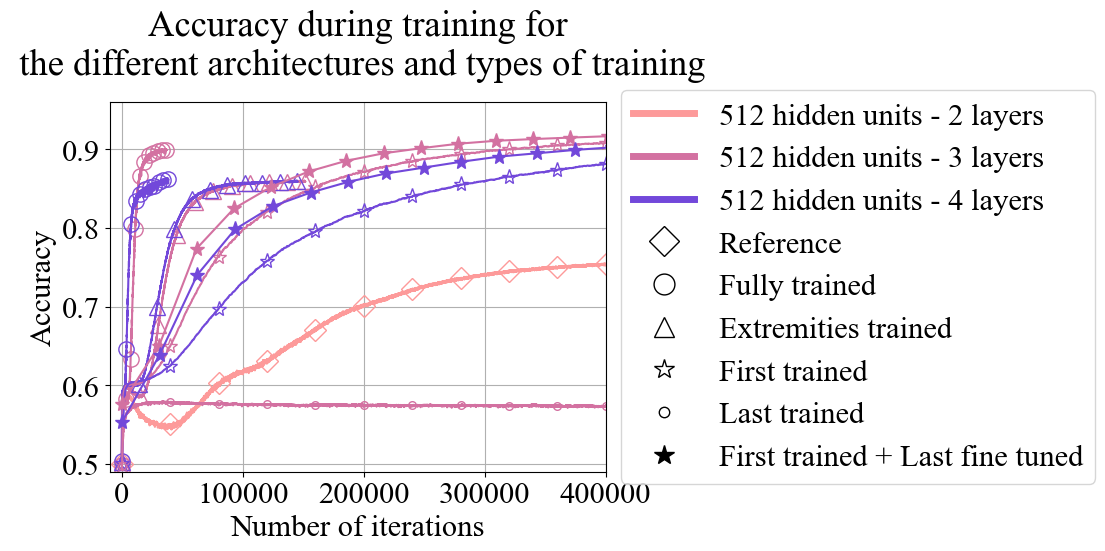 Accuracy during training for
the different architectures and types of training
512 hidden units - 2 layers
512 hidden units - 3 layers
512 hidden units - 4 layers
Reference
Fully trained
Extremities trained
First trained
Last trained
First trained + Last fine tuned
Accuracy
0.9
0.8
0.7
0.6
0.5
0 100000 200000 300000 400000
Number of iterations